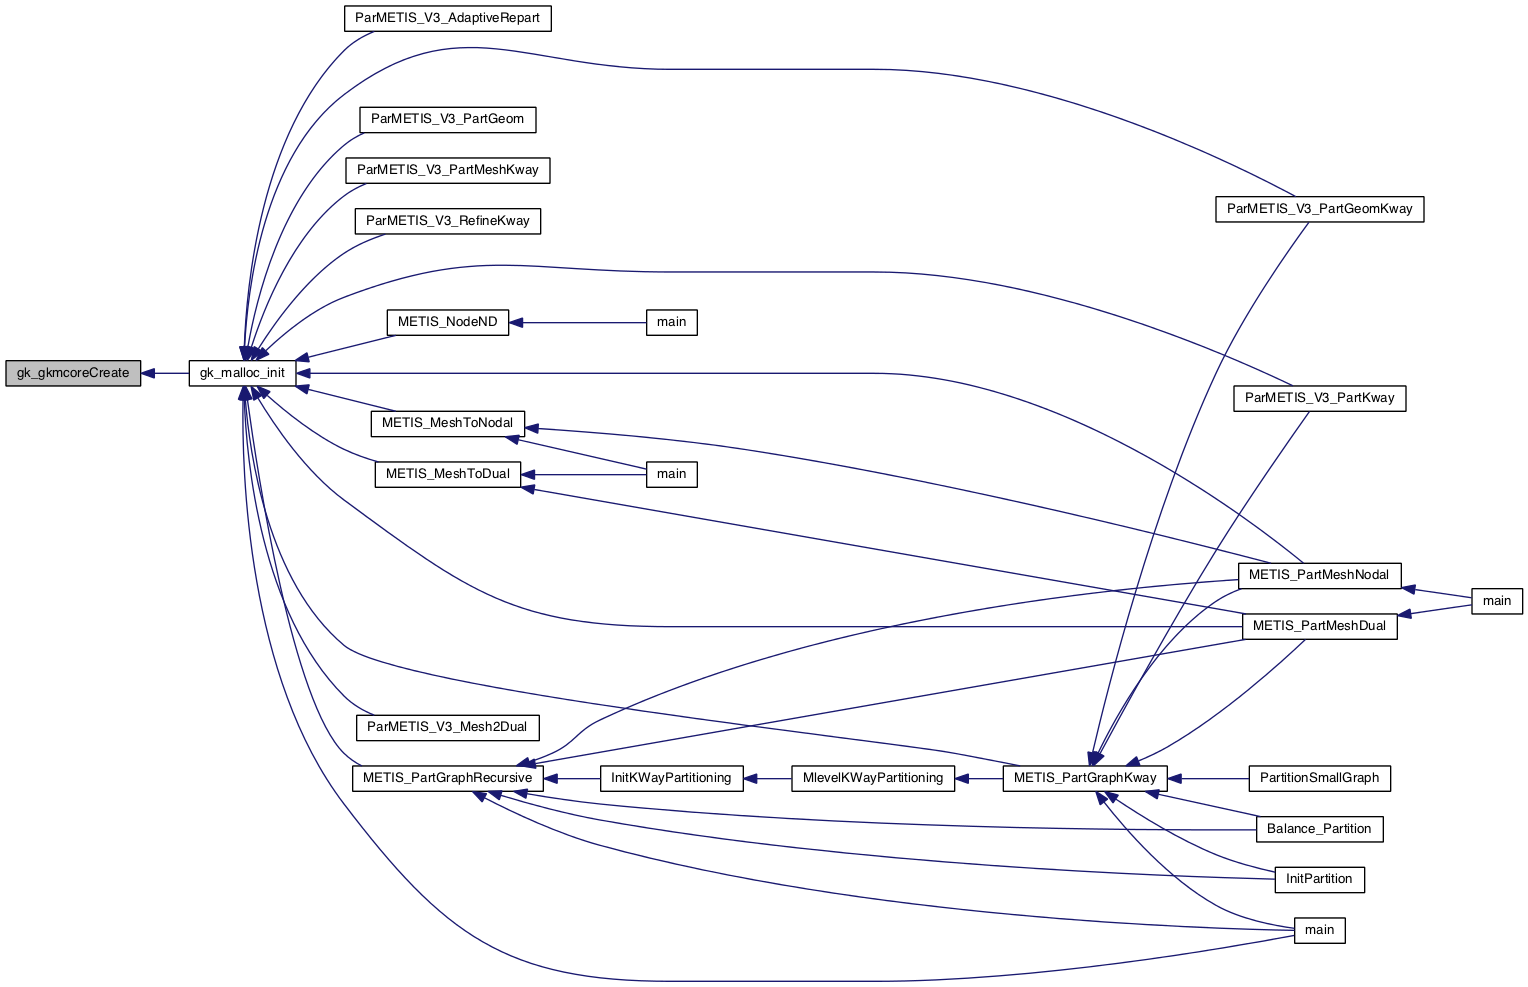 ParMETIS_V3_AdaptiveRepart
ParMETIS_V3_PartGeom
ParMETIS_V3_PartMeshKway
ParMETIS_V3_PartGeomKway
ParMETIS_V3_RefineKway
METIS_NodeND
main
gk_gkmcoreCreate
gk_malloc_init
ParMETIS_V3_PartKway
METIS_MeshToNodal
METIS_MeshToDual
main
METIS_PartMeshNodal
main
METIS_PartMeshDual
ParMETIS_V3_Mesh2Dual
METIS_PartGraphRecursive
InitKWayPartitioning
MlevelKWayPartitioning
METIS_PartGraphKway
PartitionSmallGraph
Balance_Partition
InitPartition
main